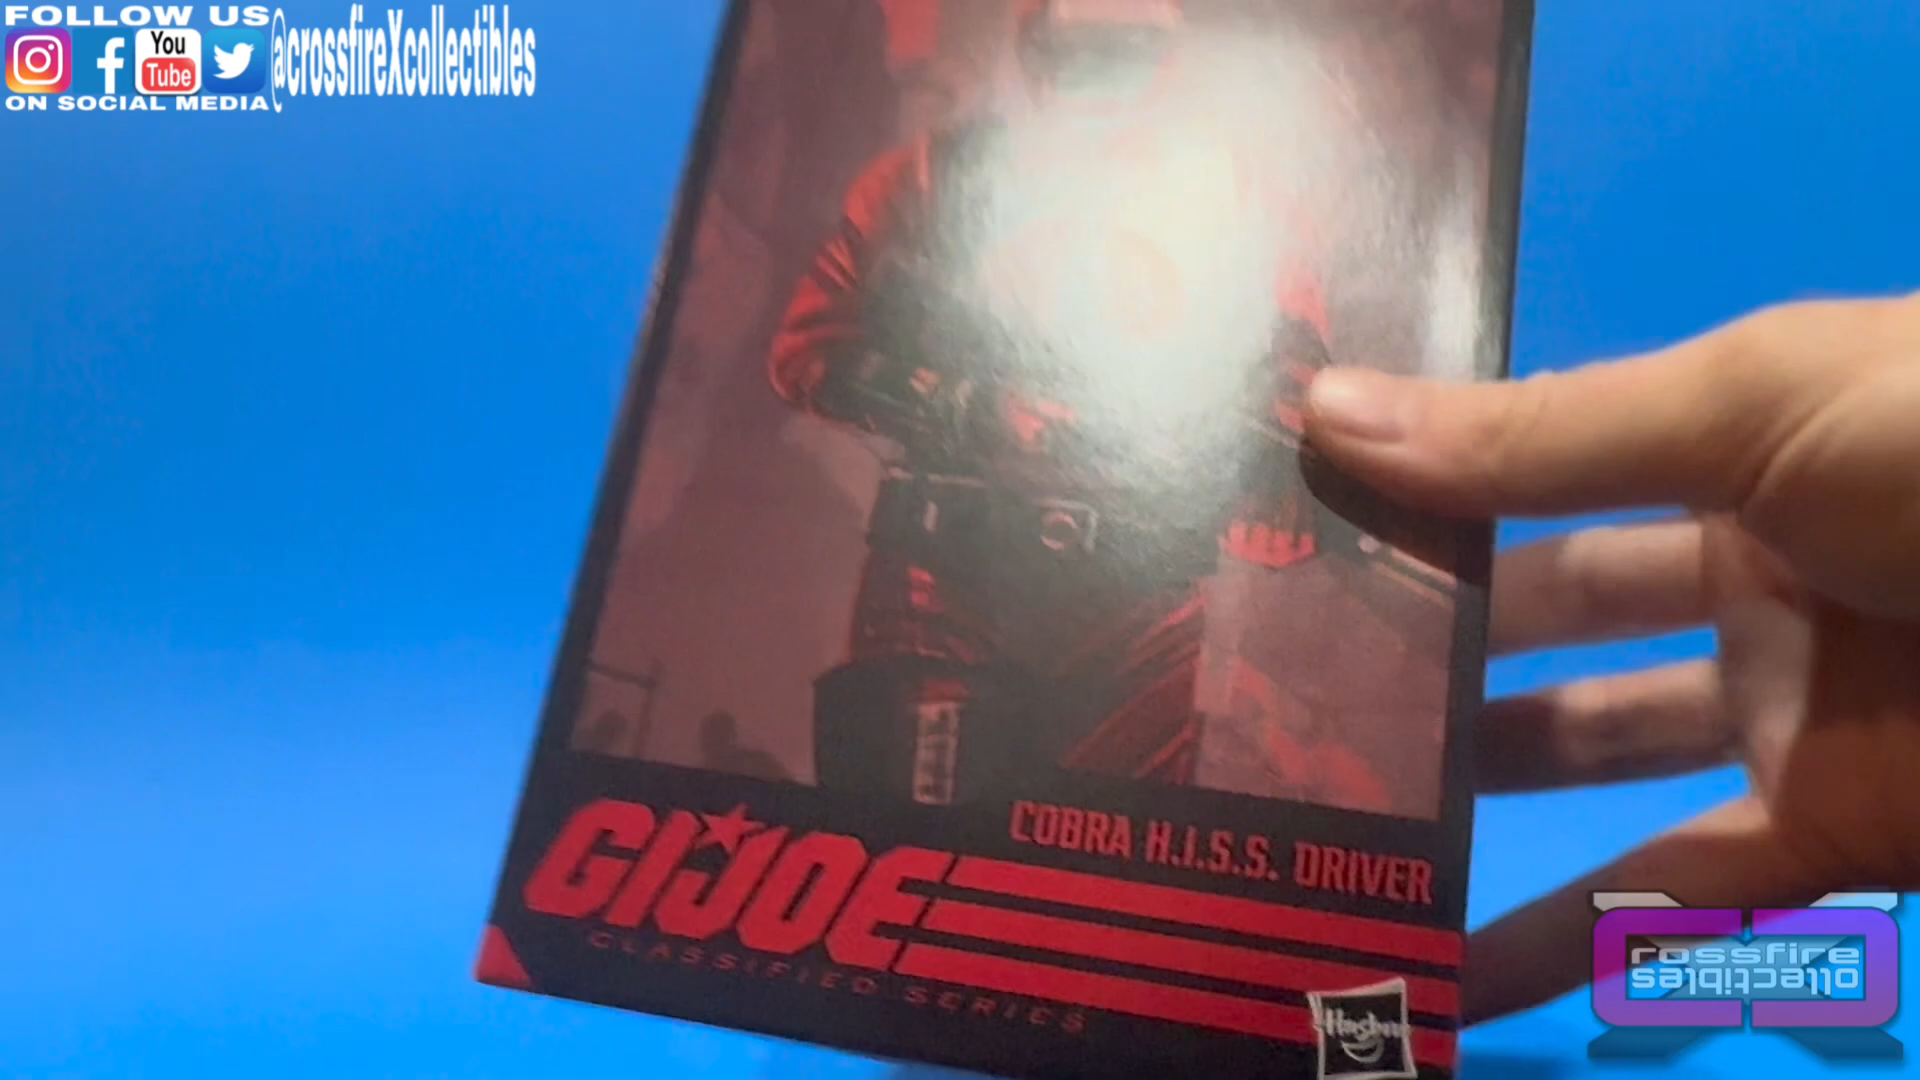 FOLLOW US
You
Tube
ON SOCIAL MEDIA
@crossfireXcollectibles
COBRA H.I.S.S. DRIVER
GIJOE
CLASSIFIED SERIES
Hasbro
rossfire
ollectibles